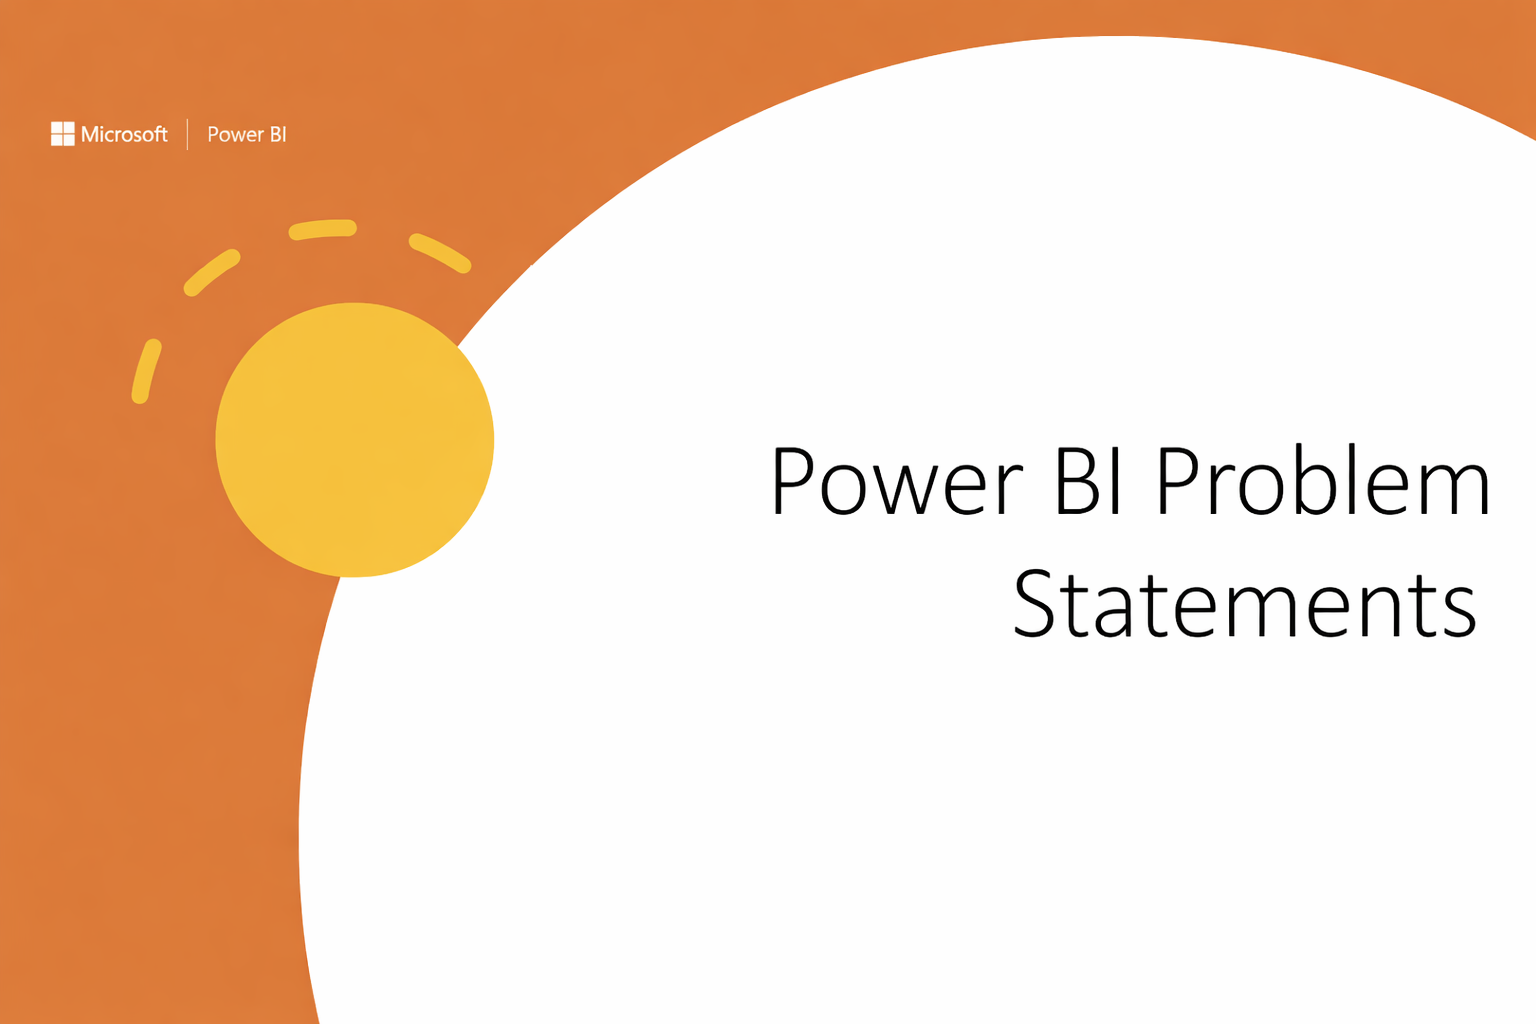 Microsoft | Power BI
Power BI Problem
Statements